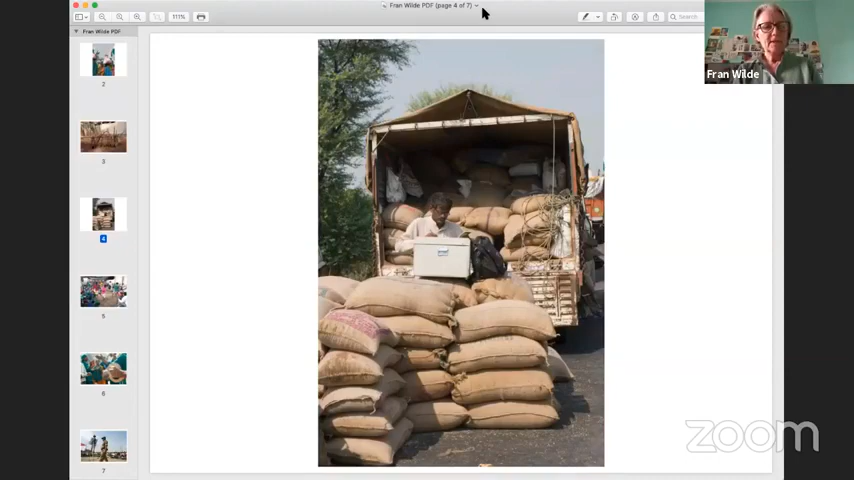 Fran Wilde PDF (page 4 of 7)
111%
Search
Fran Wilde PDF
2
3
4
5
6
7
Fran Wilde
zoom